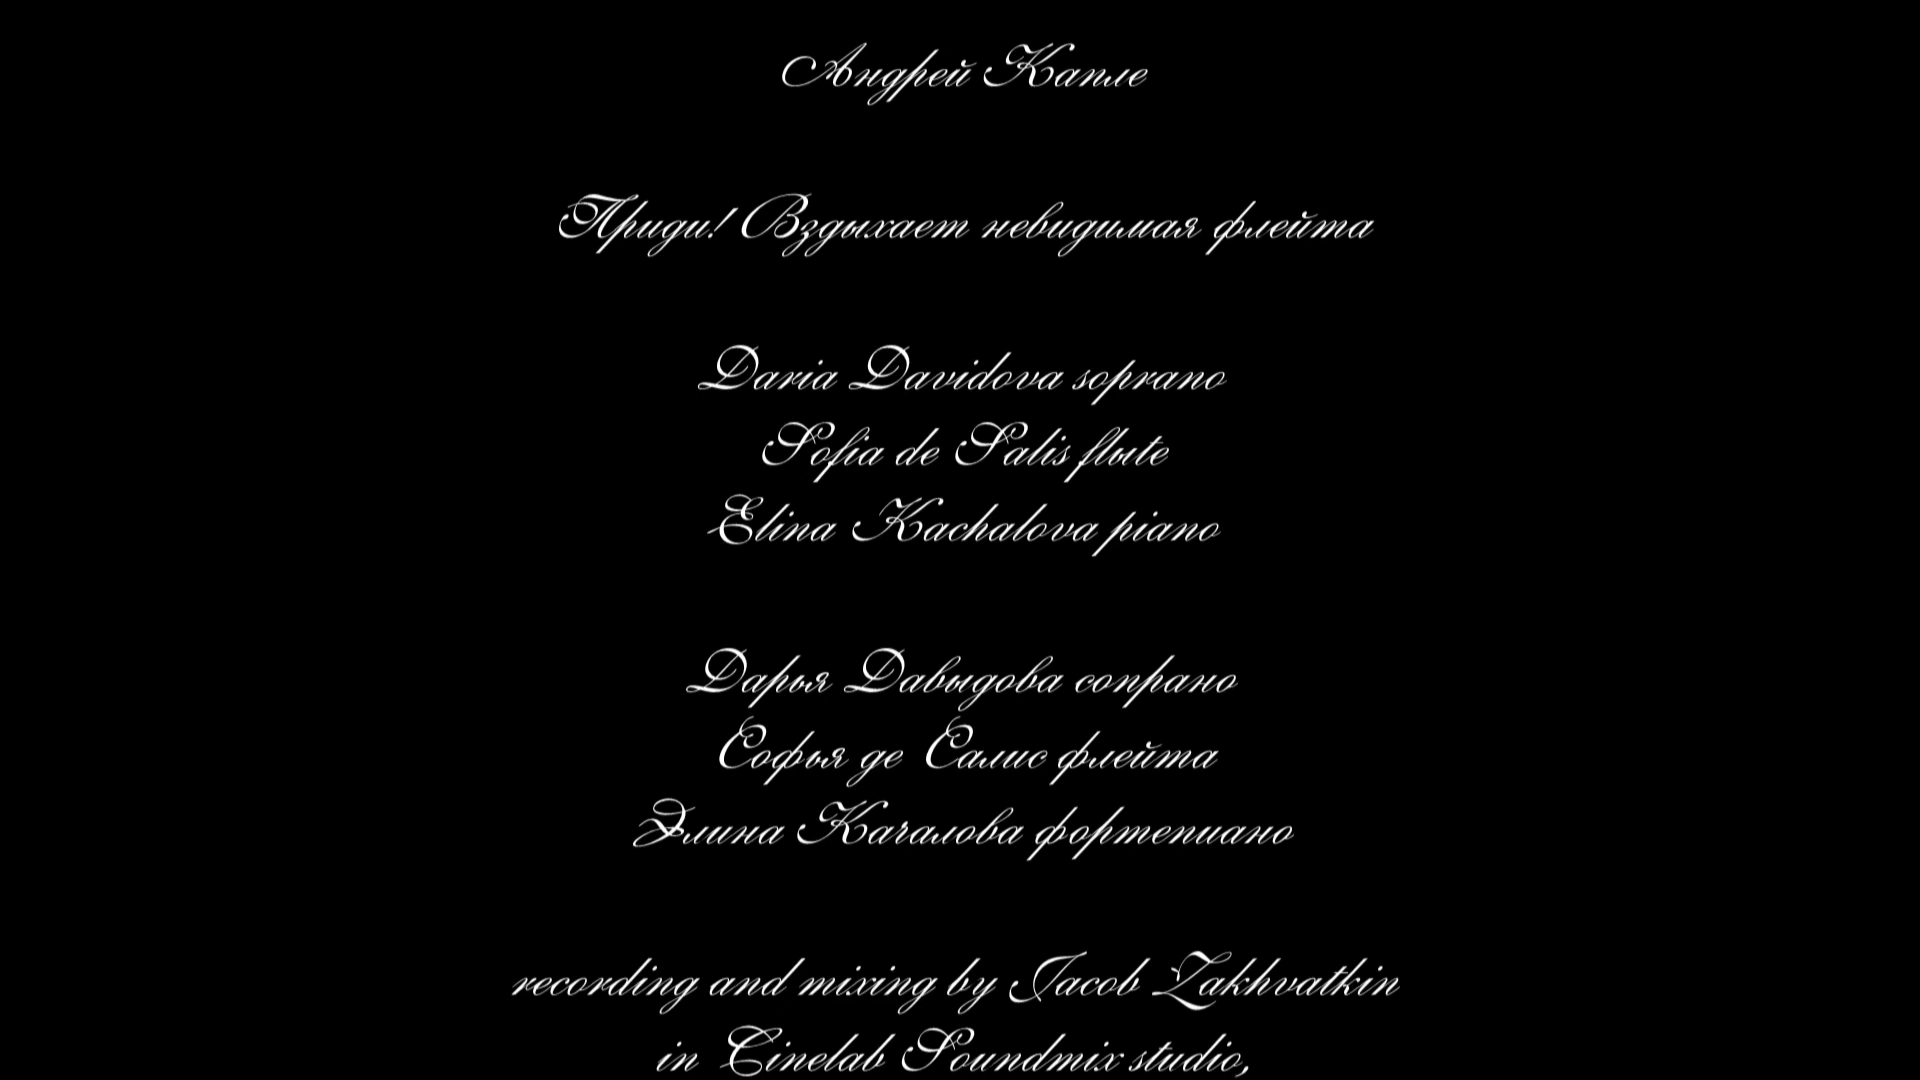 Андрей Капле
Приди! Вздыхает невидимая флейта
Daria Davidova soprano
Sofia de Salis flute
Elina Kachalova piano
Дарья Давыдова сопрано
Софья де Салис флейта
Элина Качалова фортепиано
recording and mixing by Jacob Zakhvatkin
in Cinelab Soundmix studio,